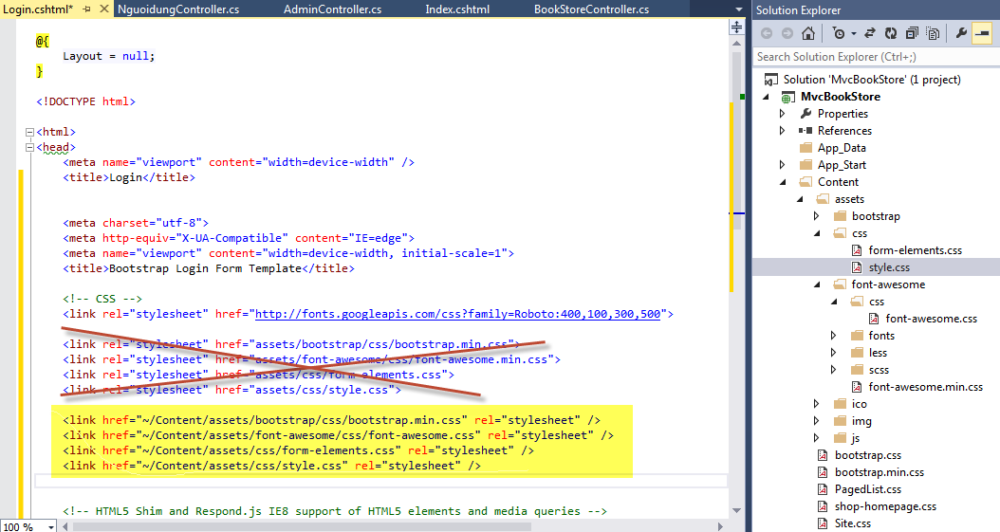 Login.cshtml* NguoidungController.cs AdminController.cs Index.cshtml BookStoreController.cs
@{
Layout = null;
}
<!DOCTYPE html>
<html>
<head>
<meta name="viewport" content="width=device-width" />
<title>Login</title>
<meta charset="utf-8">
<meta http-equiv="X-UA-Compatible" content="IE=edge">
<meta name="viewport" content="width=device-width, initial-scale=1">
<title>Bootstrap Login Form Template</title>
<!-- CSS -->
<link rel="stylesheet" href="http://fonts.googleapis.com/css?family=Roboto:400,100,300,500">
<link rel="stylesheet" href="assets/bootstrap/css/bootstrap.min.css">
<link rel="stylesheet" href="assets/font-awesome/css/font-awesome.min.css">
<link rel="stylesheet" href="assets/css/form-elements.css">
<link rel="stylesheet" href="assets/css/style.css">
<link href="~/Content/assets/bootstrap/css/bootstrap.min.css" rel="stylesheet" />
<link href="~/Content/assets/font-awesome/css/font-awesome.css" rel="stylesheet" />
<link href="~/Content/assets/css/form-elements.css" rel="stylesheet" />
<link href="~/Content/assets/css/style.css" rel="stylesheet" />
<!-- HTML5 Shim and Respond.js IE8 support of HTML5 elements and media queries -->
100 %
Solution Explorer
Search Solution Explorer (Ctrl+;)
Solution 'MvcBookStore' (1 project)
MvcBookStore
Properties
References
App_Data
App_Start
Content
assets
bootstrap
css
form-elements.css
style.css
font-awesome
css
font-awesome.css
fonts
less
scss
font-awesome.min.css
ico
img
js
bootstrap.css
bootstrap.min.css
PagedList.css
shop-homepage.css
Site.css